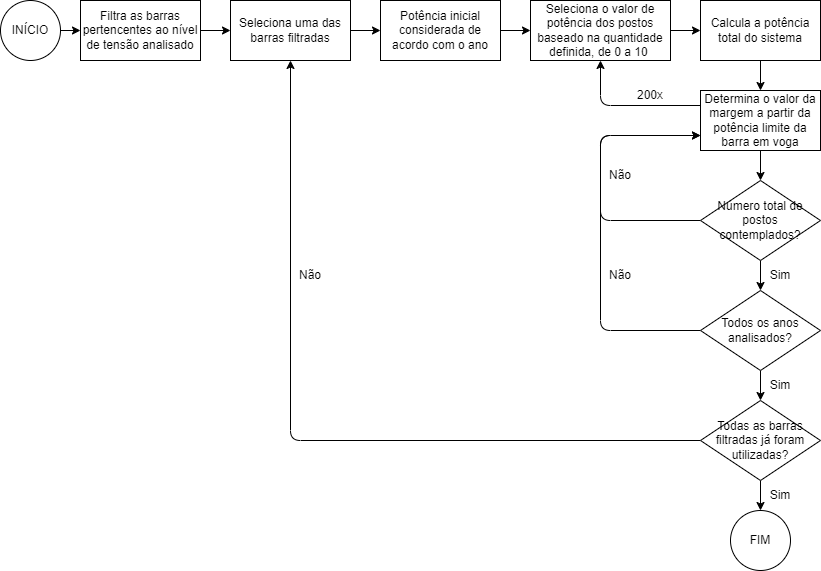 INÍCIO
Filtra as barras
pertencentes ao nível
de tensão analisado
Seleciona uma das
barras filtradas
Potência inicial
considerada de
acordo com o ano
Seleciona o valor de
potência dos postos
baseado na quantidade
definida, de 0 a 10
Calcula a potência
total do sistema
200x
Determina o valor da
margem a partir da
potência limite da
barra em voga
Não
Número total de
postos
contemplados?
Sim
Não
Não
Todos os anos
analisados?
Sim
Todas as barras
filtradas já foram
utilizadas?
Sim
FIM